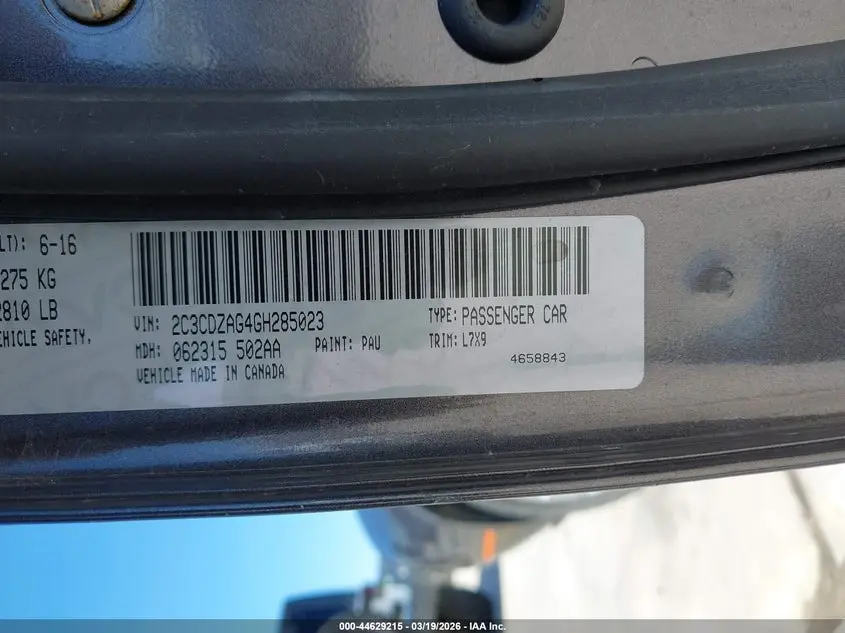 LT): 6-16
275 KG
2810 LB
EHICLE SAFETY,
VIN: 2C3CDZAG4GH285023
TYPE: PASSENGER CAR
MDH: 062315 502AA
PAINT: PAU
TRIM: L7X9
VEHICLE MADE IN CANADA
4658843
000-44629215 - 03/19/2026 - IAA Inc.